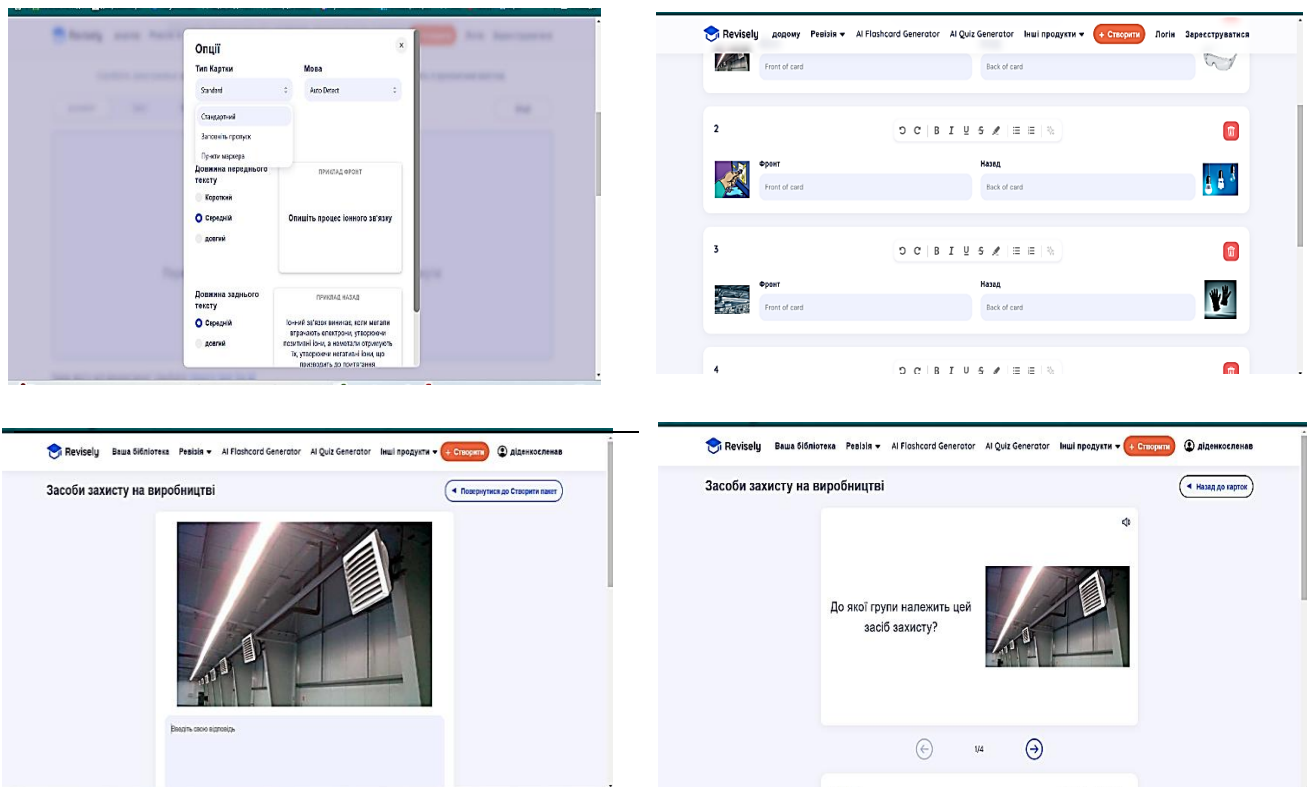 Опції
x
Тип Картки Мова
Standard Auto Detect
Стандартний
Заповніть пропуск
Пункти маркера
Довжина переднього
тексту
Короткий
Середній
довгий
ПРИКЛАД ФРОНТ
Опишіть процес іонного зв'язку
Довжина заднього
тексту
Середній
довгий
ПРИКЛАД НАЗАД
Іонний зв'язок виникає, коли метали
втрачають електрони, утворюючи
позитивні іони, а неметали отримують
їх, утворюючи негативні іони, що
призводить до притягання
Revisely додому Ревізія AI Flashcard Generator AI Quiz Generator Інші продукти + Створити Логін Зареєструватися
Front of card Back of card
2
B I U S
Фронт Назад
Front of card Back of card
3
B I U S
Фронт Назад
Front of card Back of card
4
B I U S
Revisely Ваша бібліотека Ревізія AI Flashcard Generator AI Quiz Generator Інші продукти + Створити діденкосленав
Засоби захисту на виробництві
Повернутися до Створити пакет
Введіть свою відповідь
Revisely Ваша бібліотека Ревізія AI Flashcard Generator AI Quiz Generator Інші продукти + Створити діденкосленав
Засоби захисту на виробництві
Назад до карток
До якої групи належить цей
засіб захисту?
1/4